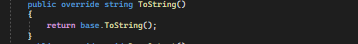 public override string ToString()
{
return base.ToString();
}